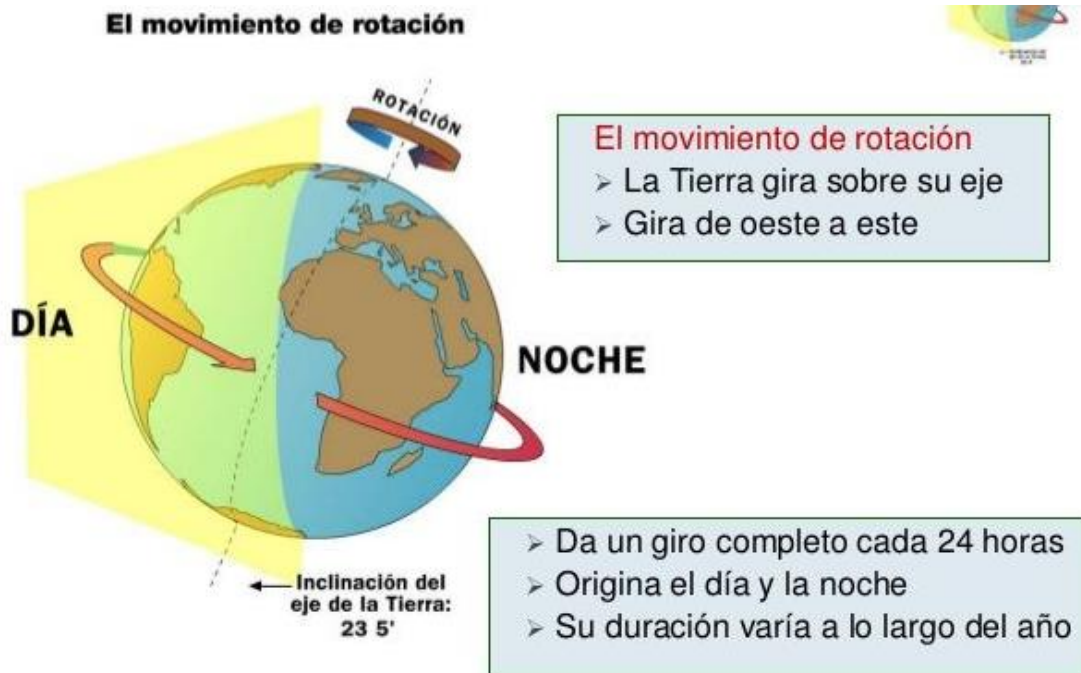 El movimiento de rotación
ROTACIÓN
El movimiento de rotación
➢ La Tierra gira sobre su eje
➢ Gira de oeste a este
DÍA
NOCHE
Inclinación del
eje de la Tierra:
23 5'
➢ Da un giro completo cada 24 horas
➢ Origina el día y la noche
➢ Su duración varía a lo largo del año